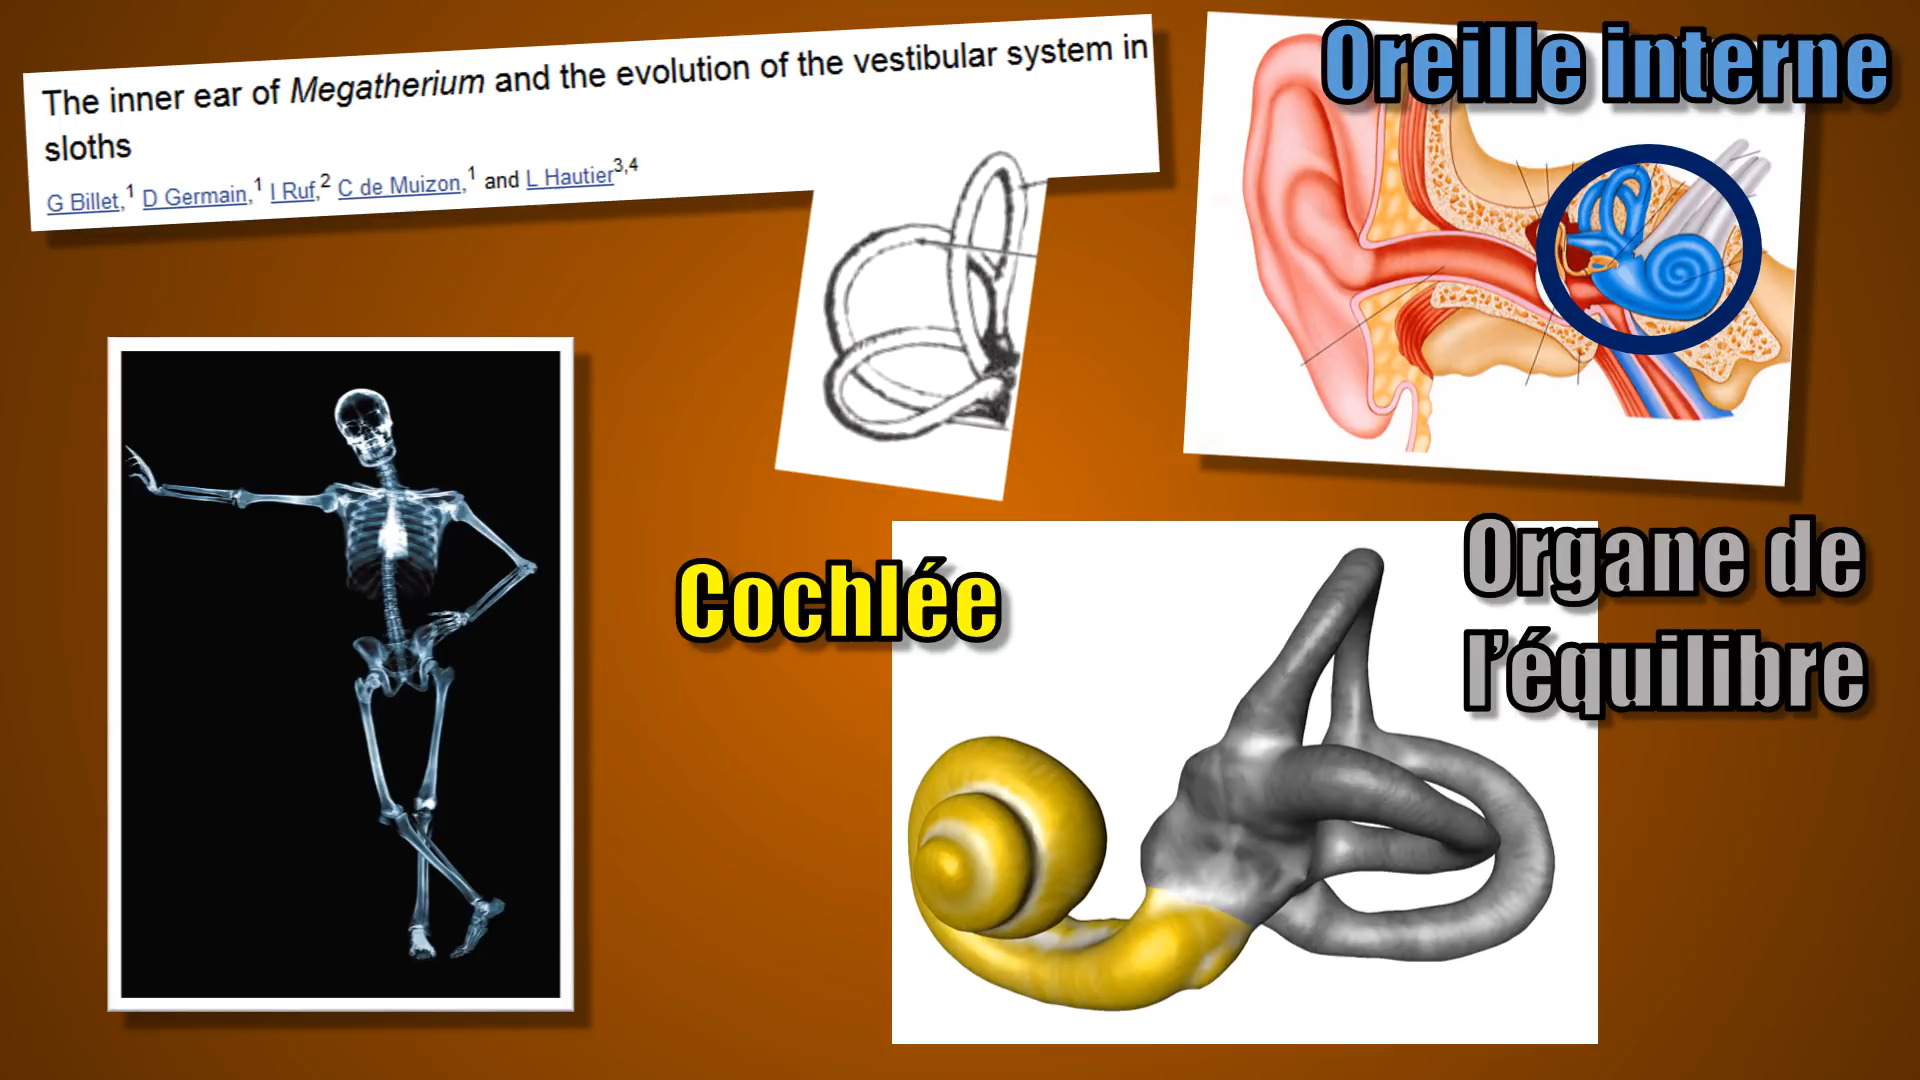 The inner ear of Megatherium and the evolution of the vestibular system in
sloths
G Billet,1 D Germain,1 I Ruf,2 C de Muizon,1 and L Hautier3,4
Oreille interne
Cochlée
Organe de
l'équilibre